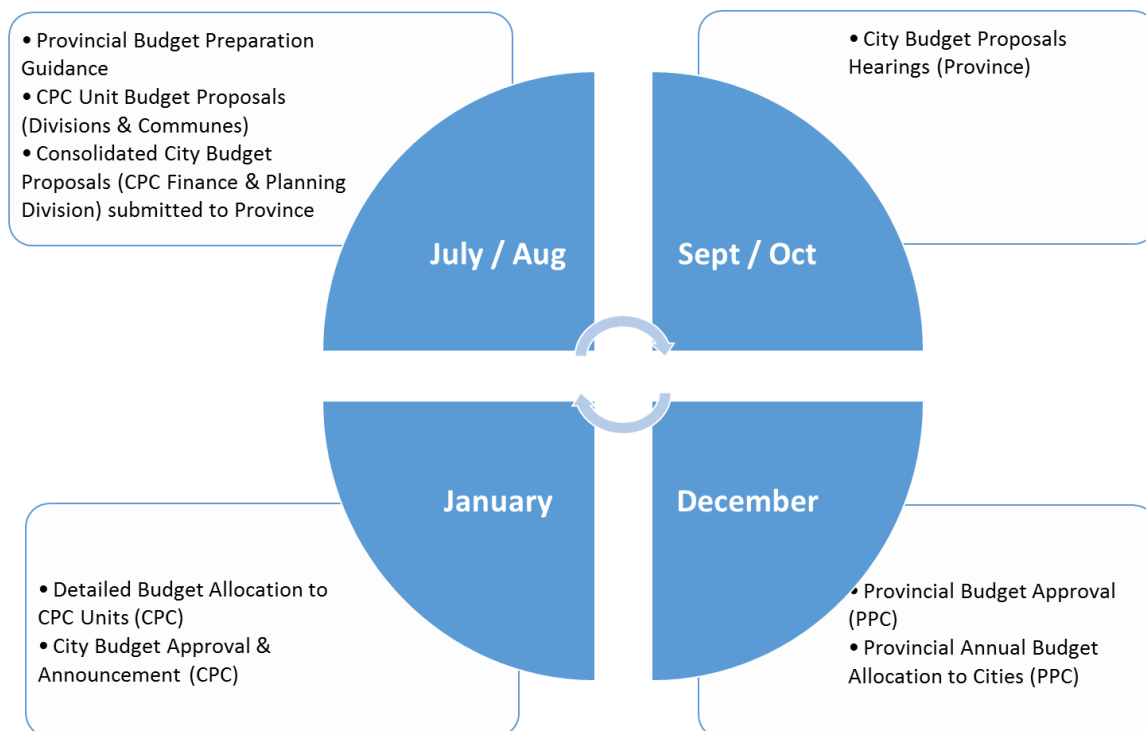 • Provincial Budget Preparation
Guidance
• CPC Unit Budget Proposals
(Divisions & Communes)
• Consolidated City Budget
Proposals (CPC Finance & Planning
Division) submitted to Province
• City Budget Proposals
Hearings (Province)
July / Aug
Sept / Oct
January
December
• Detailed Budget Allocation to
CPC Units (CPC)
• City Budget Approval &
Announcement (CPC)
• Provincial Budget Approval
(PPC)
• Provincial Annual Budget
Allocation to Cities (PPC)